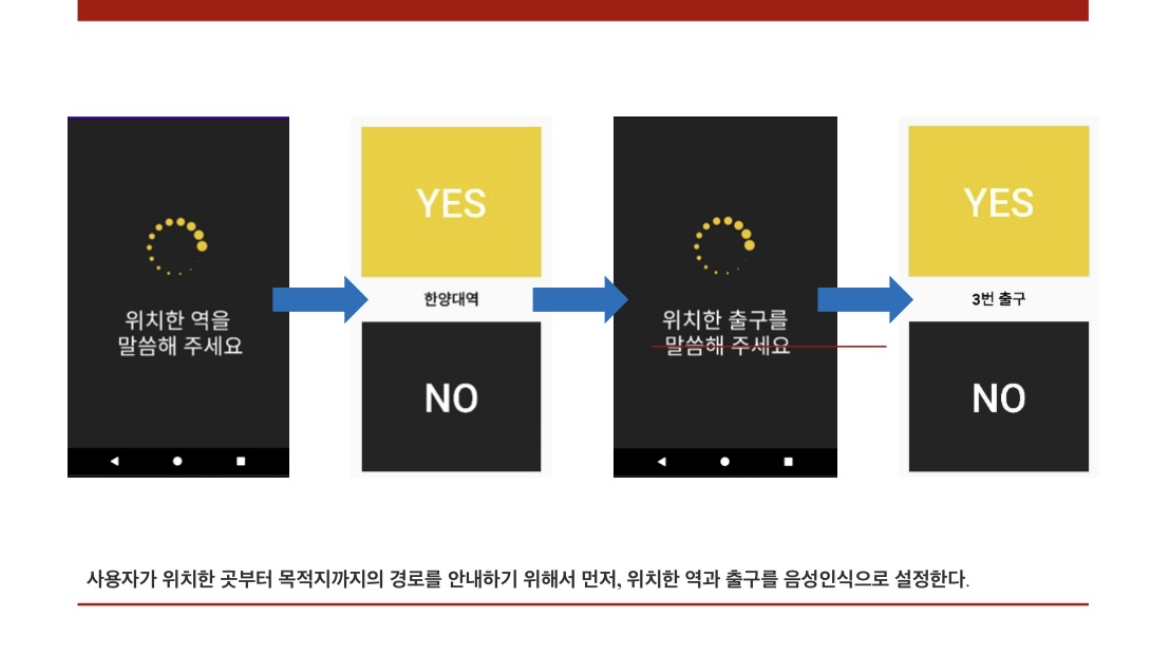 위치한 역을
말씀해 주세요
YES
한양대역
NO
위치한 출구를
말씀해 주세요
YES
3번 출구
NO
사용자가 위치한 곳부터 목적지까지의 경로를 안내하기 위해서 먼저, 위치한 역과 출구를 음성인식으로 설정한다.